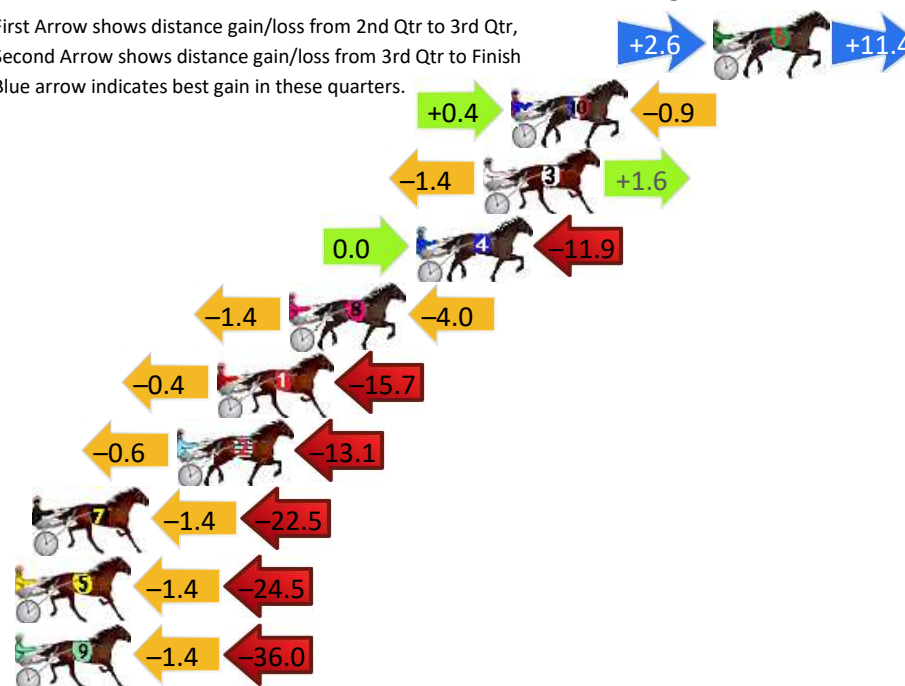 First Arrow shows distance gain/loss from 2nd Qtr to 3rd Qtr,
Second Arrow shows distance gain/loss from 3rd Qtr to Finish
Blue arrow indicates best gain in these quarters.
+2.6 6 +11.4
+0.4 10 –0.9
–1.4 3 +1.6
0.0 4 –11.9
–1.4 8 –4.0
–0.4 1 –15.7
–0.6 2 –13.1
7 –1.4 –22.5
5 –1.4 –24.5
9 –1.4 –36.0